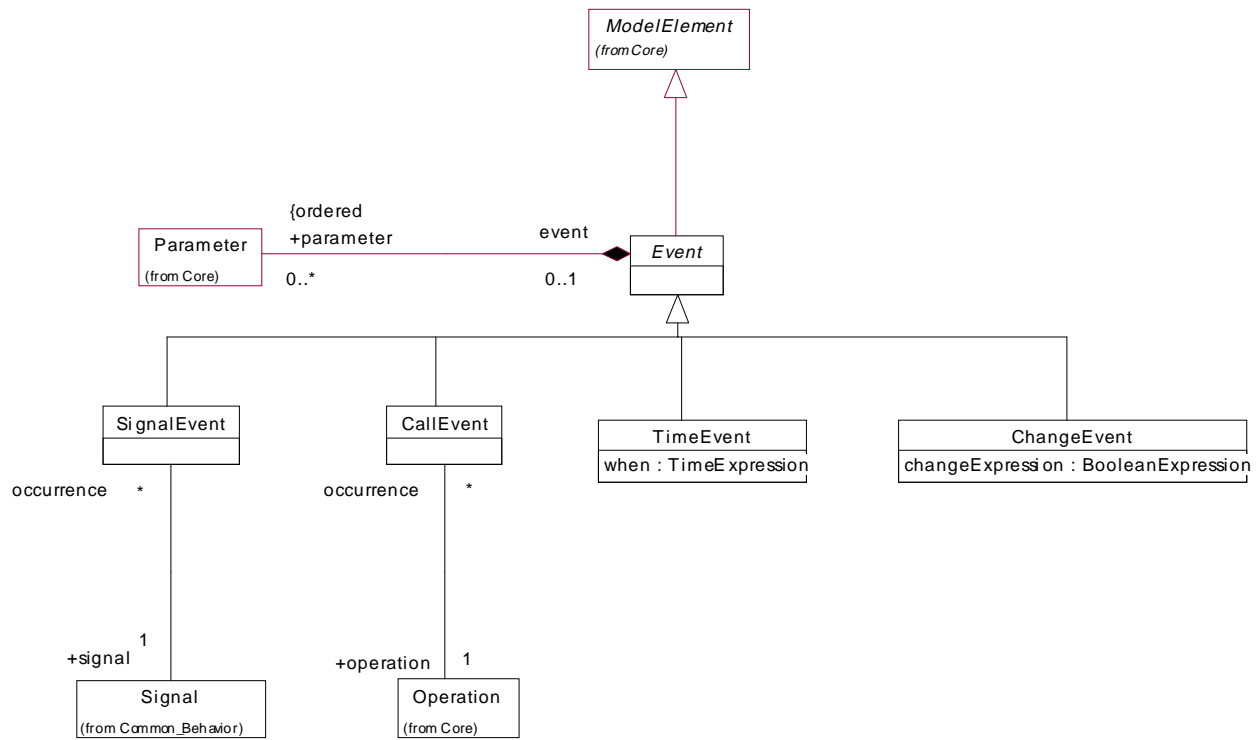 ModelElement
(from Core)
{ordered
+parameter
event
Parameter
(from Core)
0..*
0..1
Event
SignalEvent
CallEvent
TimeEvent
when : TimeExpression
ChangeEvent
changeExpression : BooleanExpression
occurrence
*
occurrence
*
1
+signal
+operation
1
Signal
(from Common_Behavior)
Operation
(from Core)